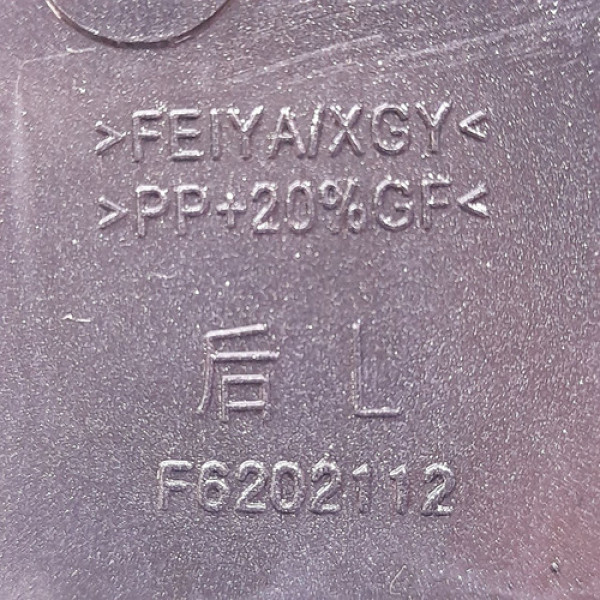 >FEIYA/XGY<
>PP+20%GF<
后 L
F6202112